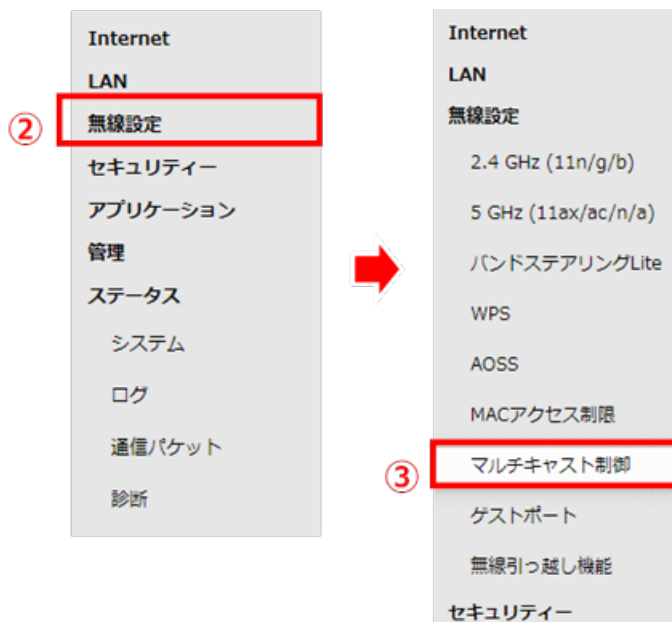 Internet
LAN
②
無線設定
セキュリティー
アプリケーション
管理
ステータス
システム
ログ
通信パケット
診断
Internet
LAN
無線設定
2.4 GHz (11n/g/b)
5 GHz (11ax/ac/n/a)
バンドステアリングLite
WPS
AOSS
MACアクセス制限
③
マルチキャスト制御
ゲストポート
無線引っ越し機能
セキュリティー